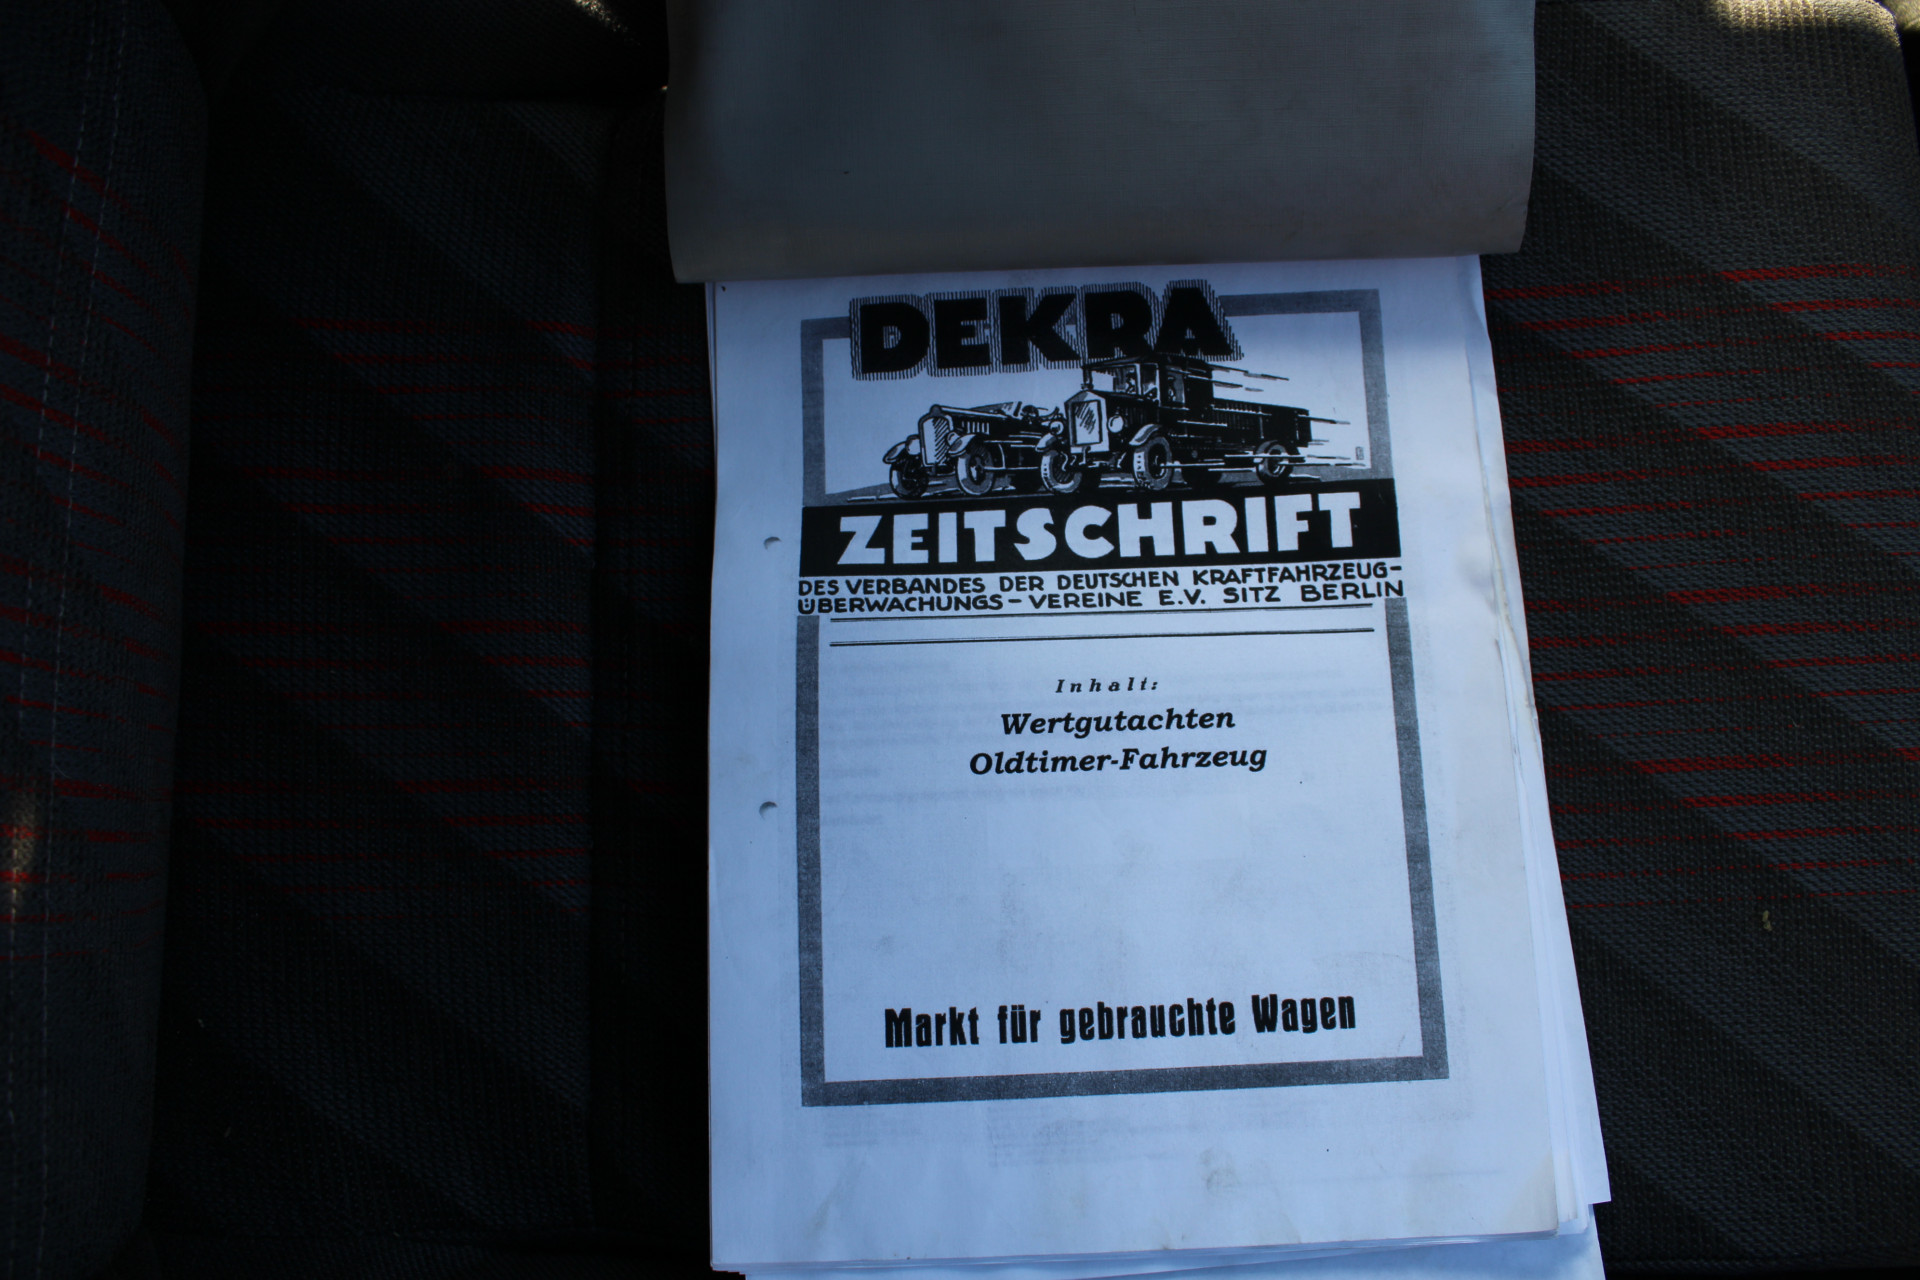 DEKRA
ZEITSCHRIFT
DES VERBANDES DER DEUTSCHEN KRAFTFAHRZEUG-
ÜBERWACHUNGS-VEREINE E.V. SITZ BERLIN
Inhalt:
Wertgutachten
Oldtimer-Fahrzeug
Markt für gebrauchte Wagen